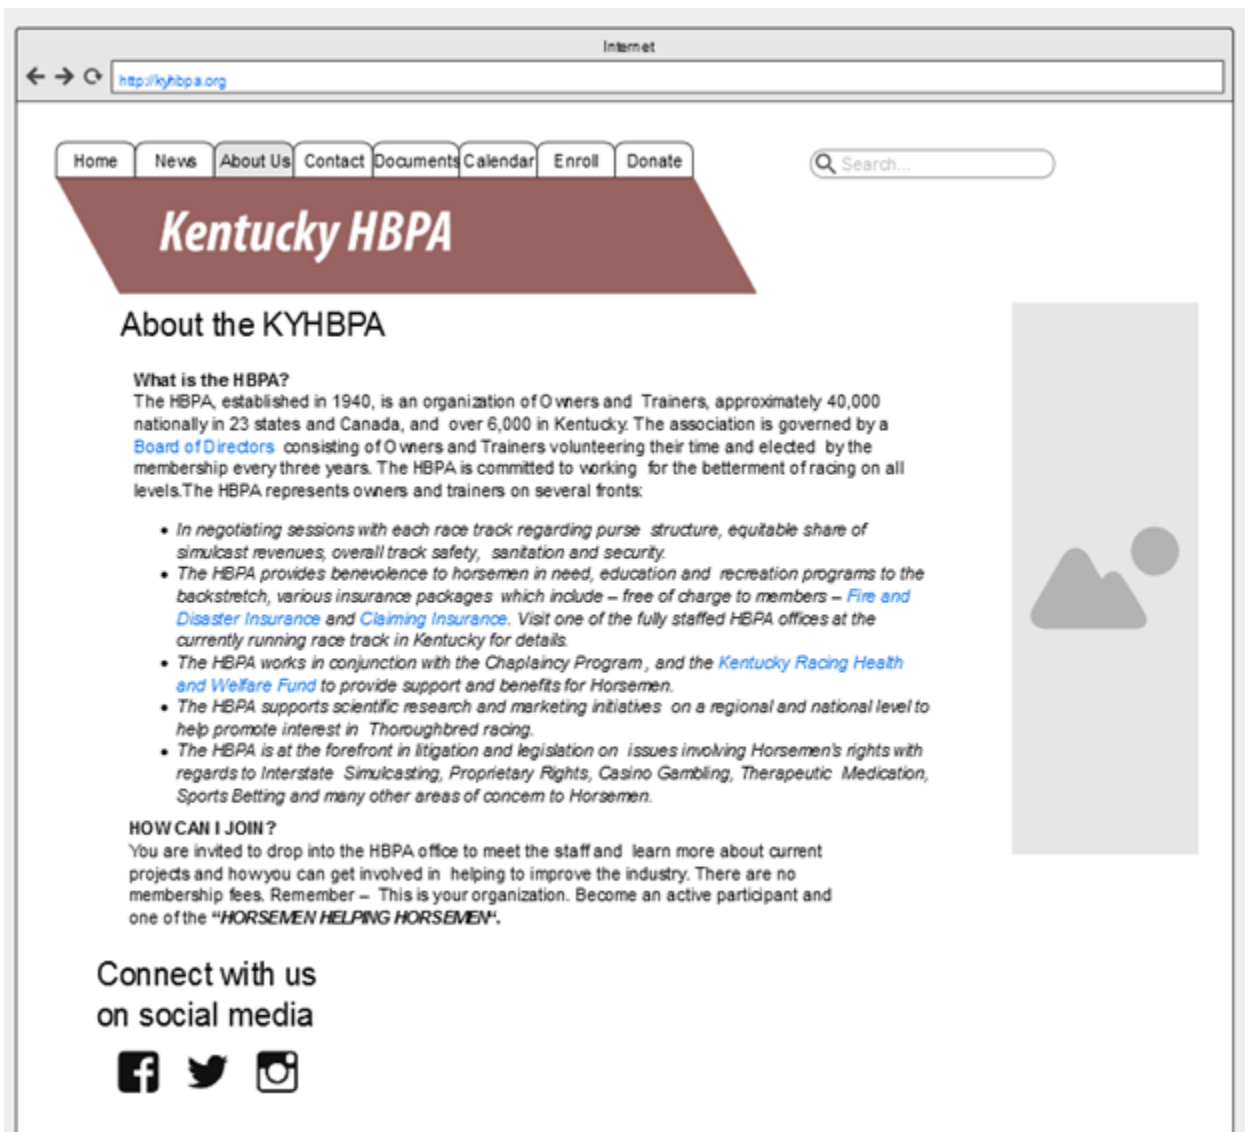 Internet
http://kyhbpa.org
Home News About Us Contact Documents Calendar Enroll Donate Search...
Kentucky HBPA
About the KYHBPA
What is the HBPA?
The HBPA, established in 1940, is an organization of Owners and Trainers, approximately 40,000
nationally in 23 states and Canada, and over 6,000 in Kentucky. The association is governed by a
Board of Directors consisting of Owners and Trainers volunteering their time and elected by the
membership every three years. The HBPA is committed to working for the betterment of racing on all
levels.The HBPA represents owners and trainers on several fronts:
• In negotiating sessions with each race track regarding purse structure, equitable share of
simulcast revenues, overall track safety, sanitation and security.
• The HBPA provides benevolence to horsemen in need, education and recreation programs to the
backstretch, various insurance packages which include – free of charge to members – Fire and
Disaster Insurance and Claiming Insurance. Visit one of the fully staffed HBPA offices at the
currently running race track in Kentucky for details.
• The HBPA works in conjunction with the Chaplaincy Program, and the Kentucky Racing Health
and Welfare Fund to provide support and benefits for Horsemen.
• The HBPA supports scientific research and marketing initiatives on a regional and national level to
help promote interest in Thoroughbred racing.
• The HBPA is at the forefront in litigation and legislation on issues involving Horsemen's rights with
regards to Interstate Simulcasting, Proprietary Rights, Casino Gambling, Therapeutic Medication,
Sports Betting and many other areas of concern to Horsemen.
HOW CAN I JOIN?
You are invited to drop into the HBPA office to meet the staff and learn more about current
projects and how you can get involved in helping to improve the industry. There are no
membership fees. Remember – This is your organization. Become an active participant and
one of the “HORSEMEN HELPING HORSEMEN“.
Connect with us
on social media